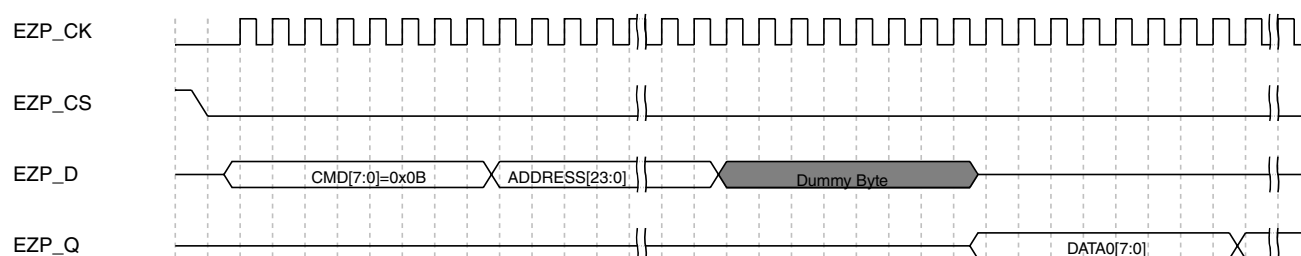 EZP_CK
EZP_CS
EZP_D CMD[7:0]=0x0B ADDRESS[23:0] Dummy Byte
EZP_Q DATA0[7:0]